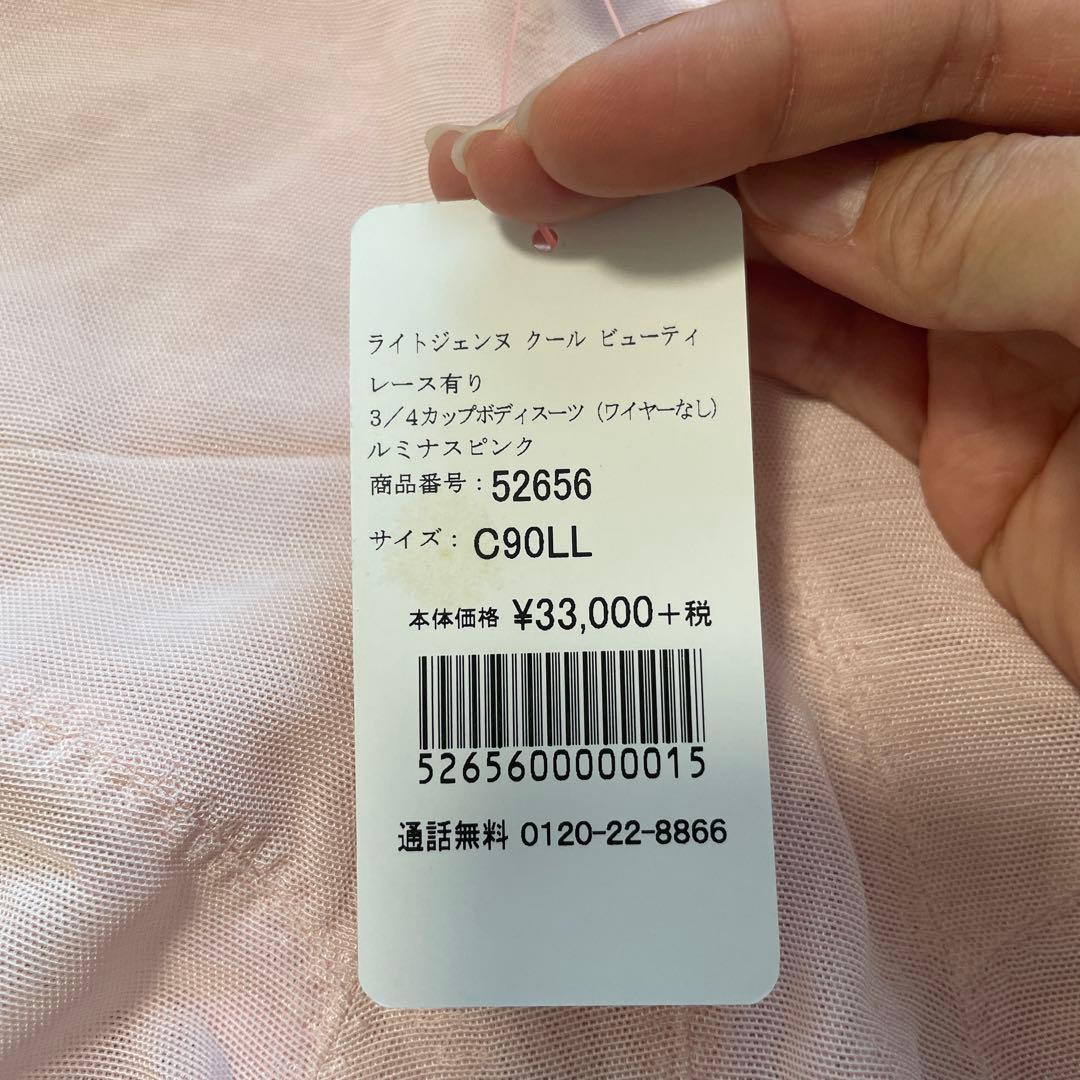 ライトジェンヌ クール ビューティ
レース有り
3/4カップボディスーツ (ワイヤーなし)
ルミナスピンク
商品番号:52656
サイズ: C90LL
本体価格 ¥33,000+税
5265600000015
通話無料 0120-22-8866